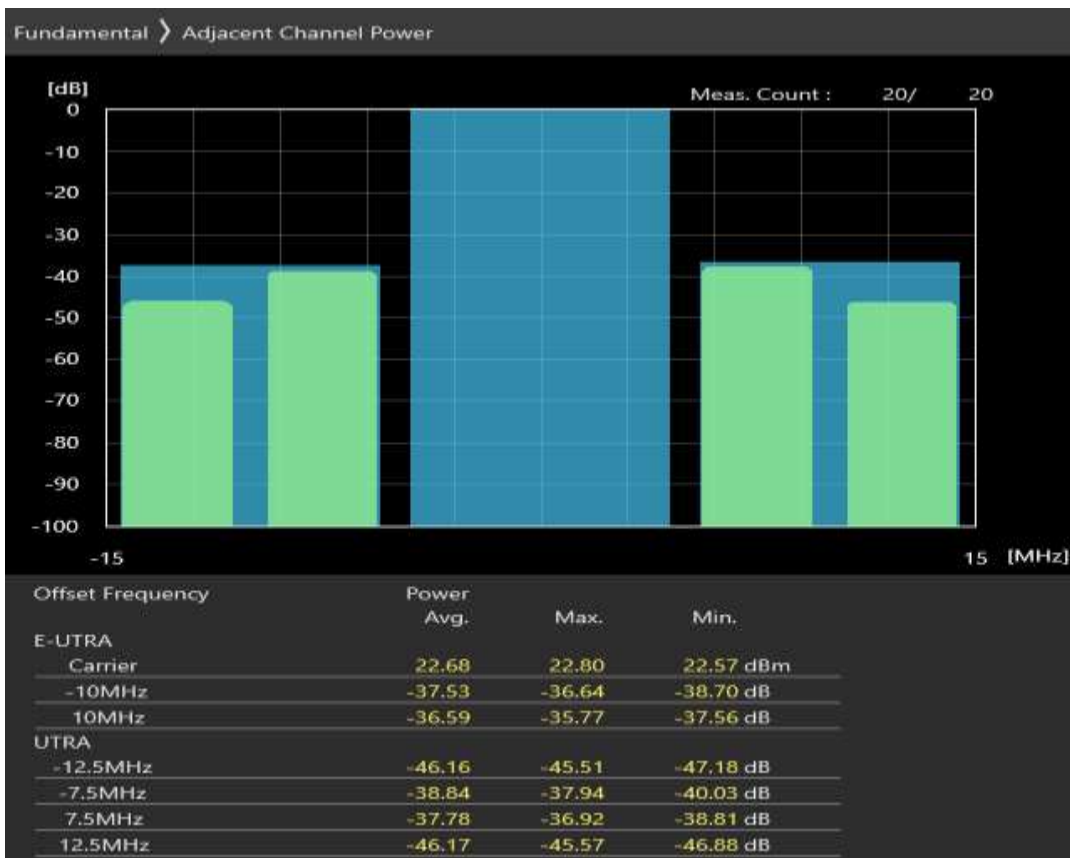 Fundamental ❯ Adjacent Channel Power
[dB]
Meas. Count : 20/ 20
0
-10
-20
-30
-40
-50
-60
-70
-80
-90
-100
-15 15 [MHz]
Offset Frequency Power
Avg. Max. Min.
E-UTRA
Carrier 22.68 22.80 22.57 dBm
-10MHz -37.53 -36.64 -38.70 dB
10MHz -36.59 -35.77 -37.56 dB
UTRA
-12.5MHz -46.16 -45.51 -47.18 dB
-7.5MHz -38.84 -37.94 -40.03 dB
7.5MHz -37.78 -36.92 -38.81 dB
12.5MHz -46.17 -45.57 -46.88 dB